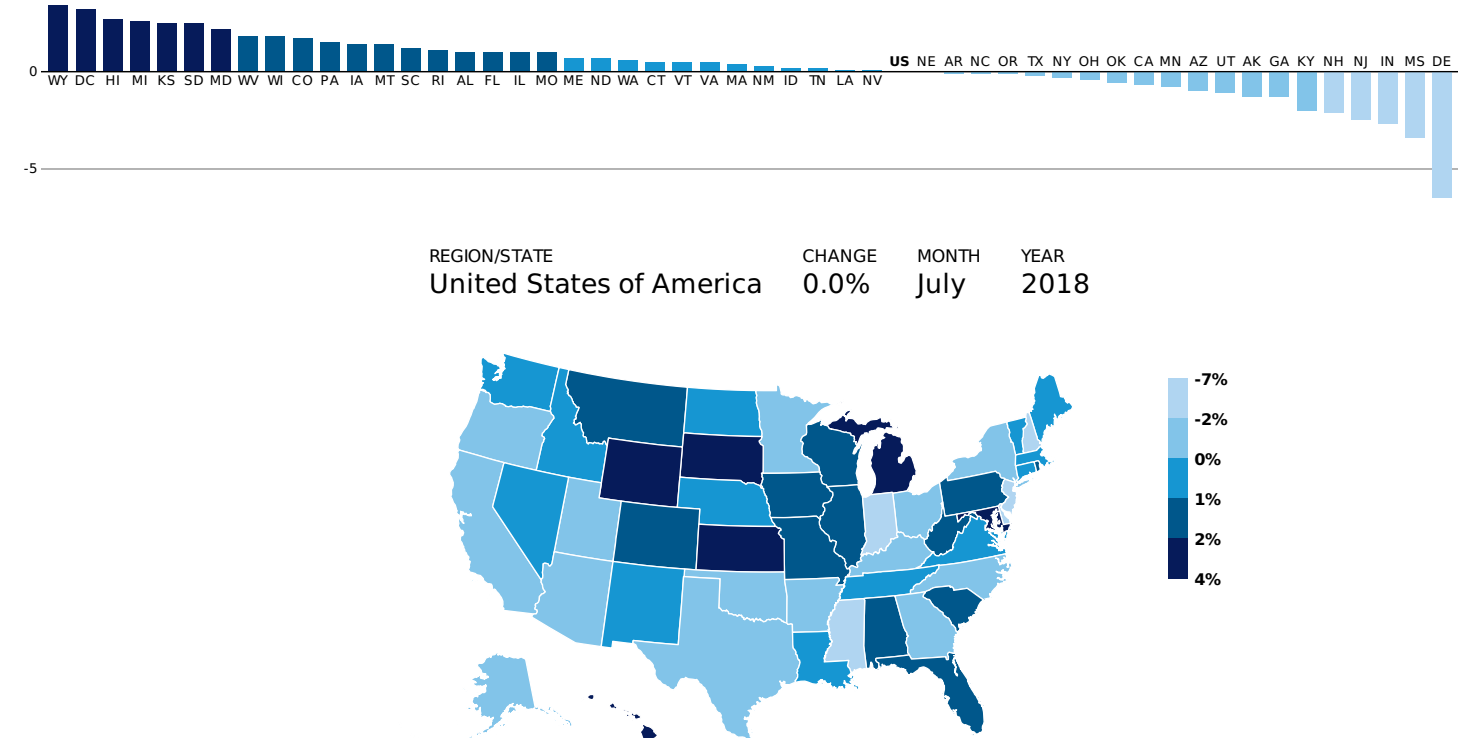 US NE AR NC OR TX NY OH OK CA MN AZ UT AK GA KY NH NJ IN MS DE
0
WY DC HI MI KS SD MD WV WI CO PA IA MT SC RI AL FL IL MO ME ND WA CT VT VA MA NM ID TN LA NV
-5
REGION/STATE CHANGE MONTH YEAR
United States of America 0.0% July 2018
-7%
-2%
0%
1%
2%
4%